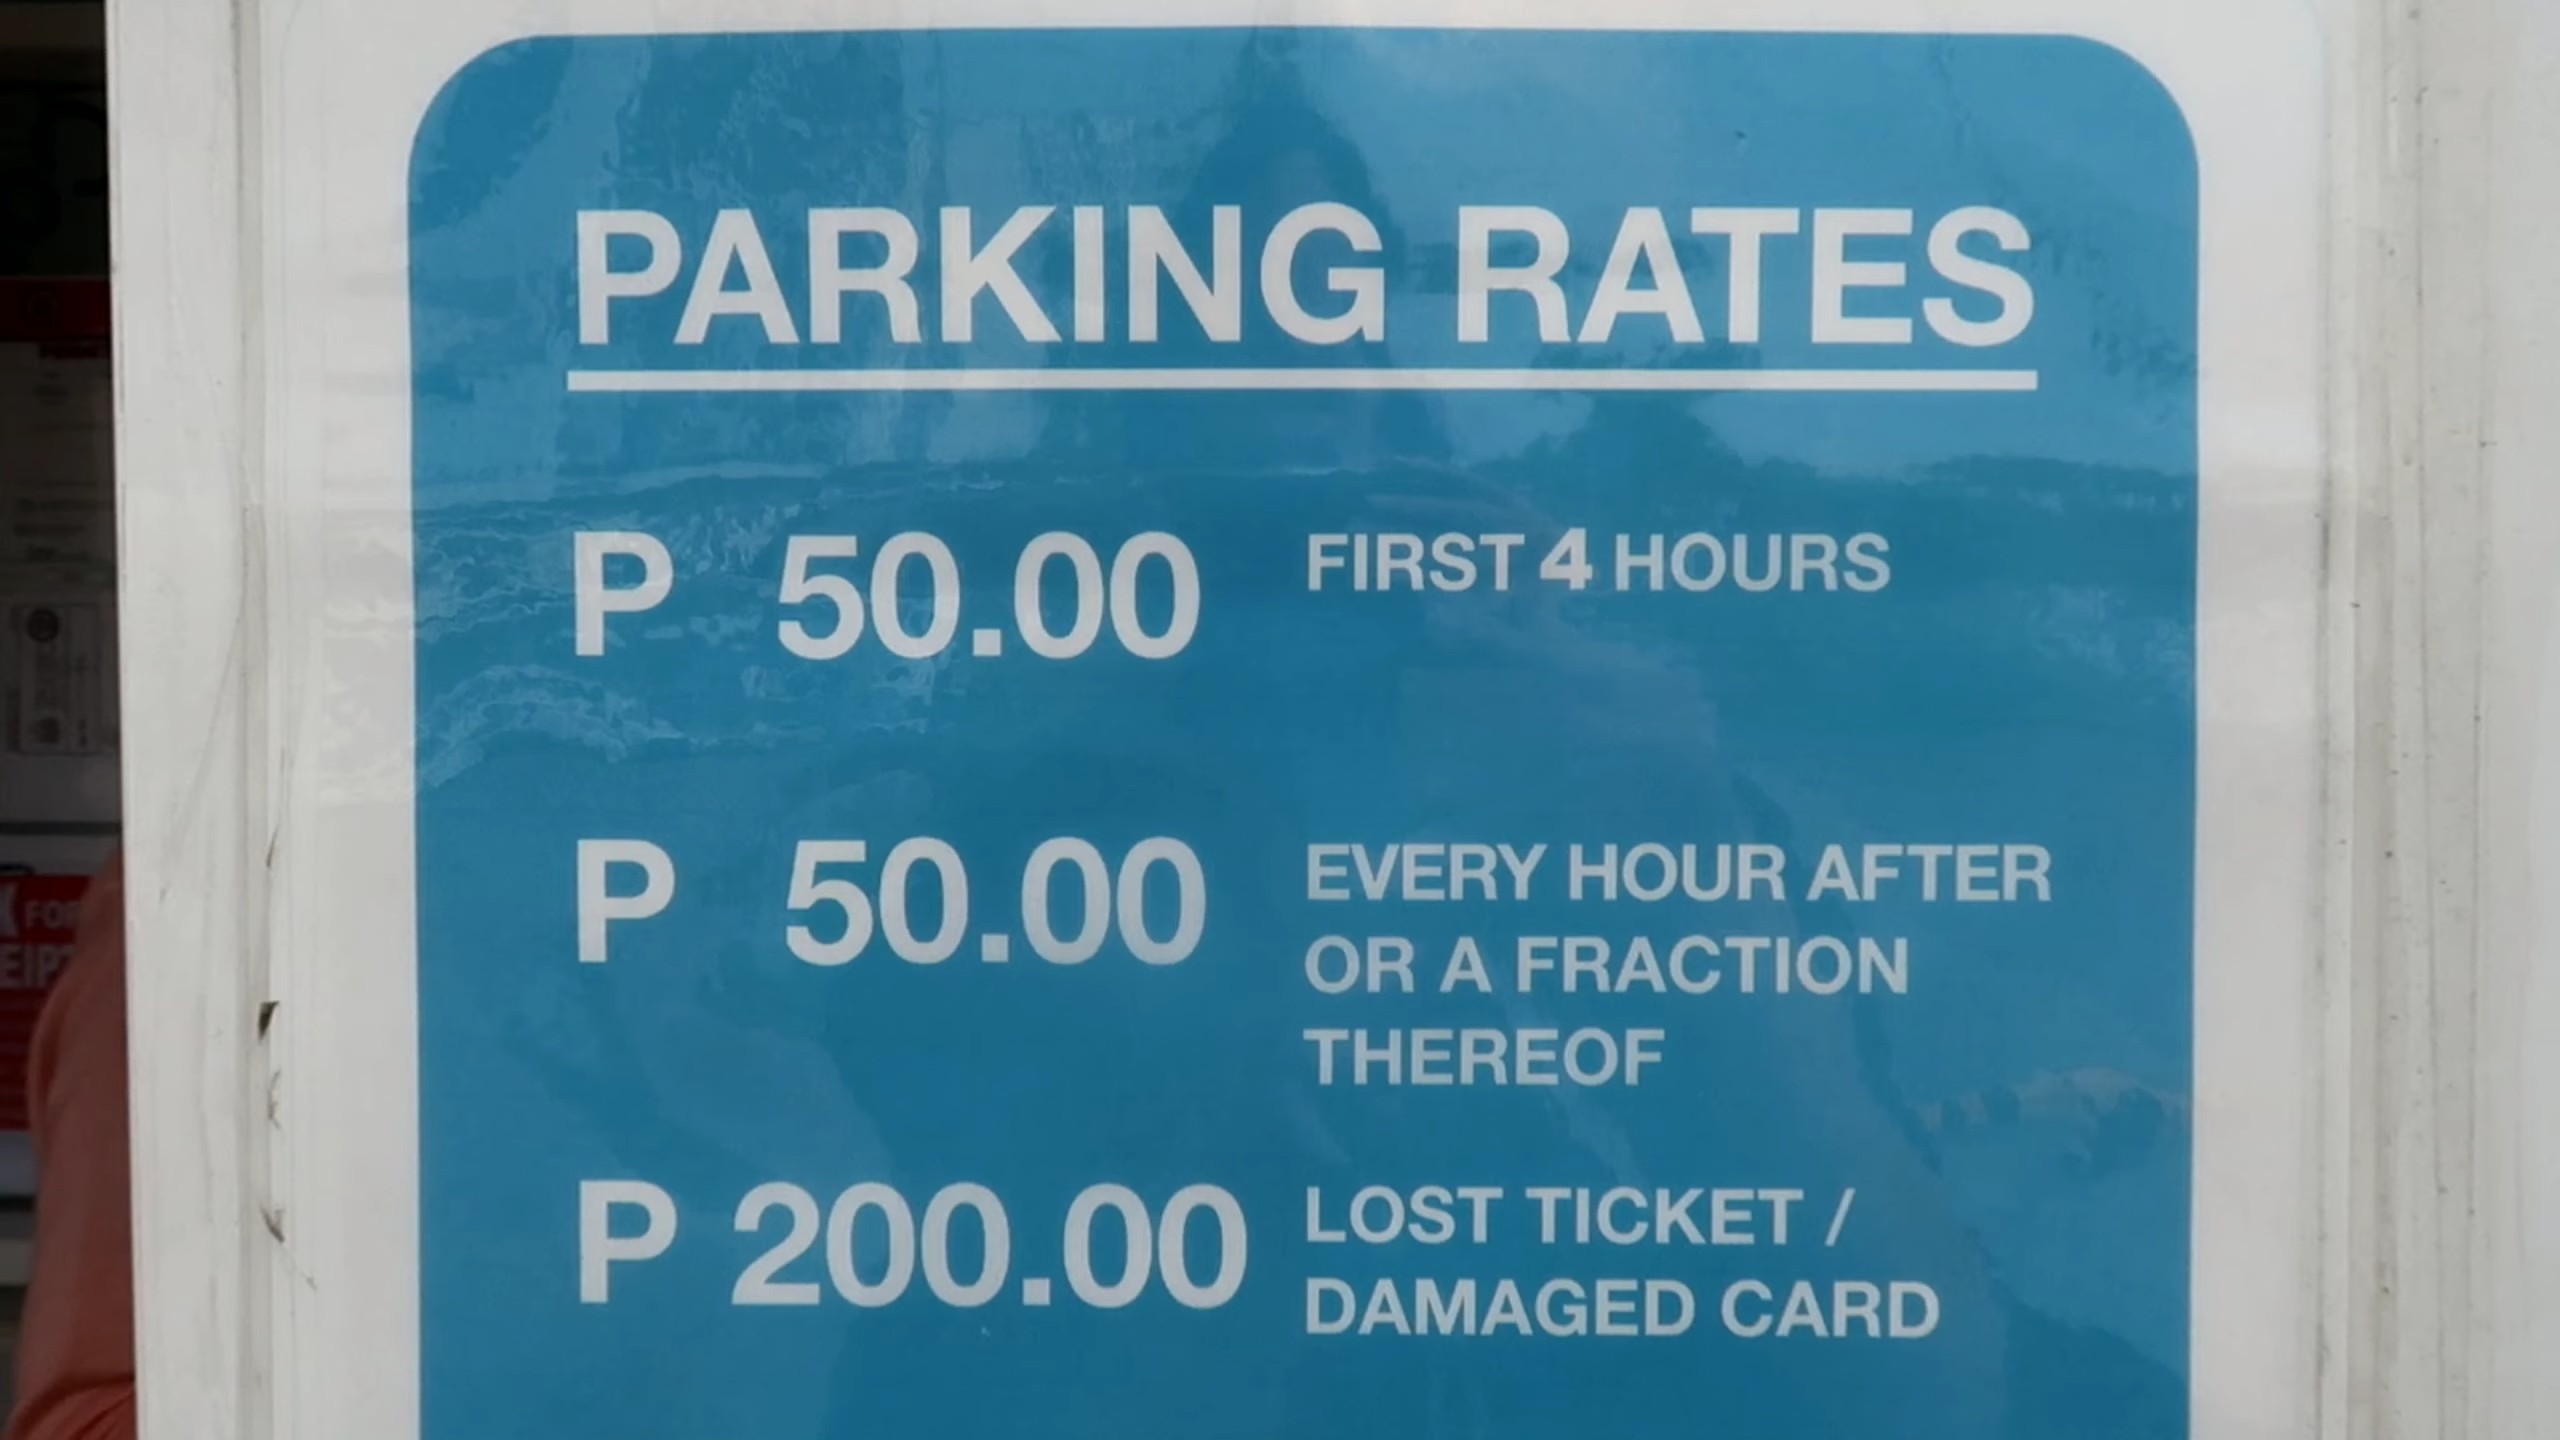 PARKING RATES
P 50.00 FIRST 4 HOURS
P 50.00 EVERY HOUR AFTER
OR A FRACTION
THEREOF
P 200.00 LOST TICKET /
DAMAGED CARD
FOR